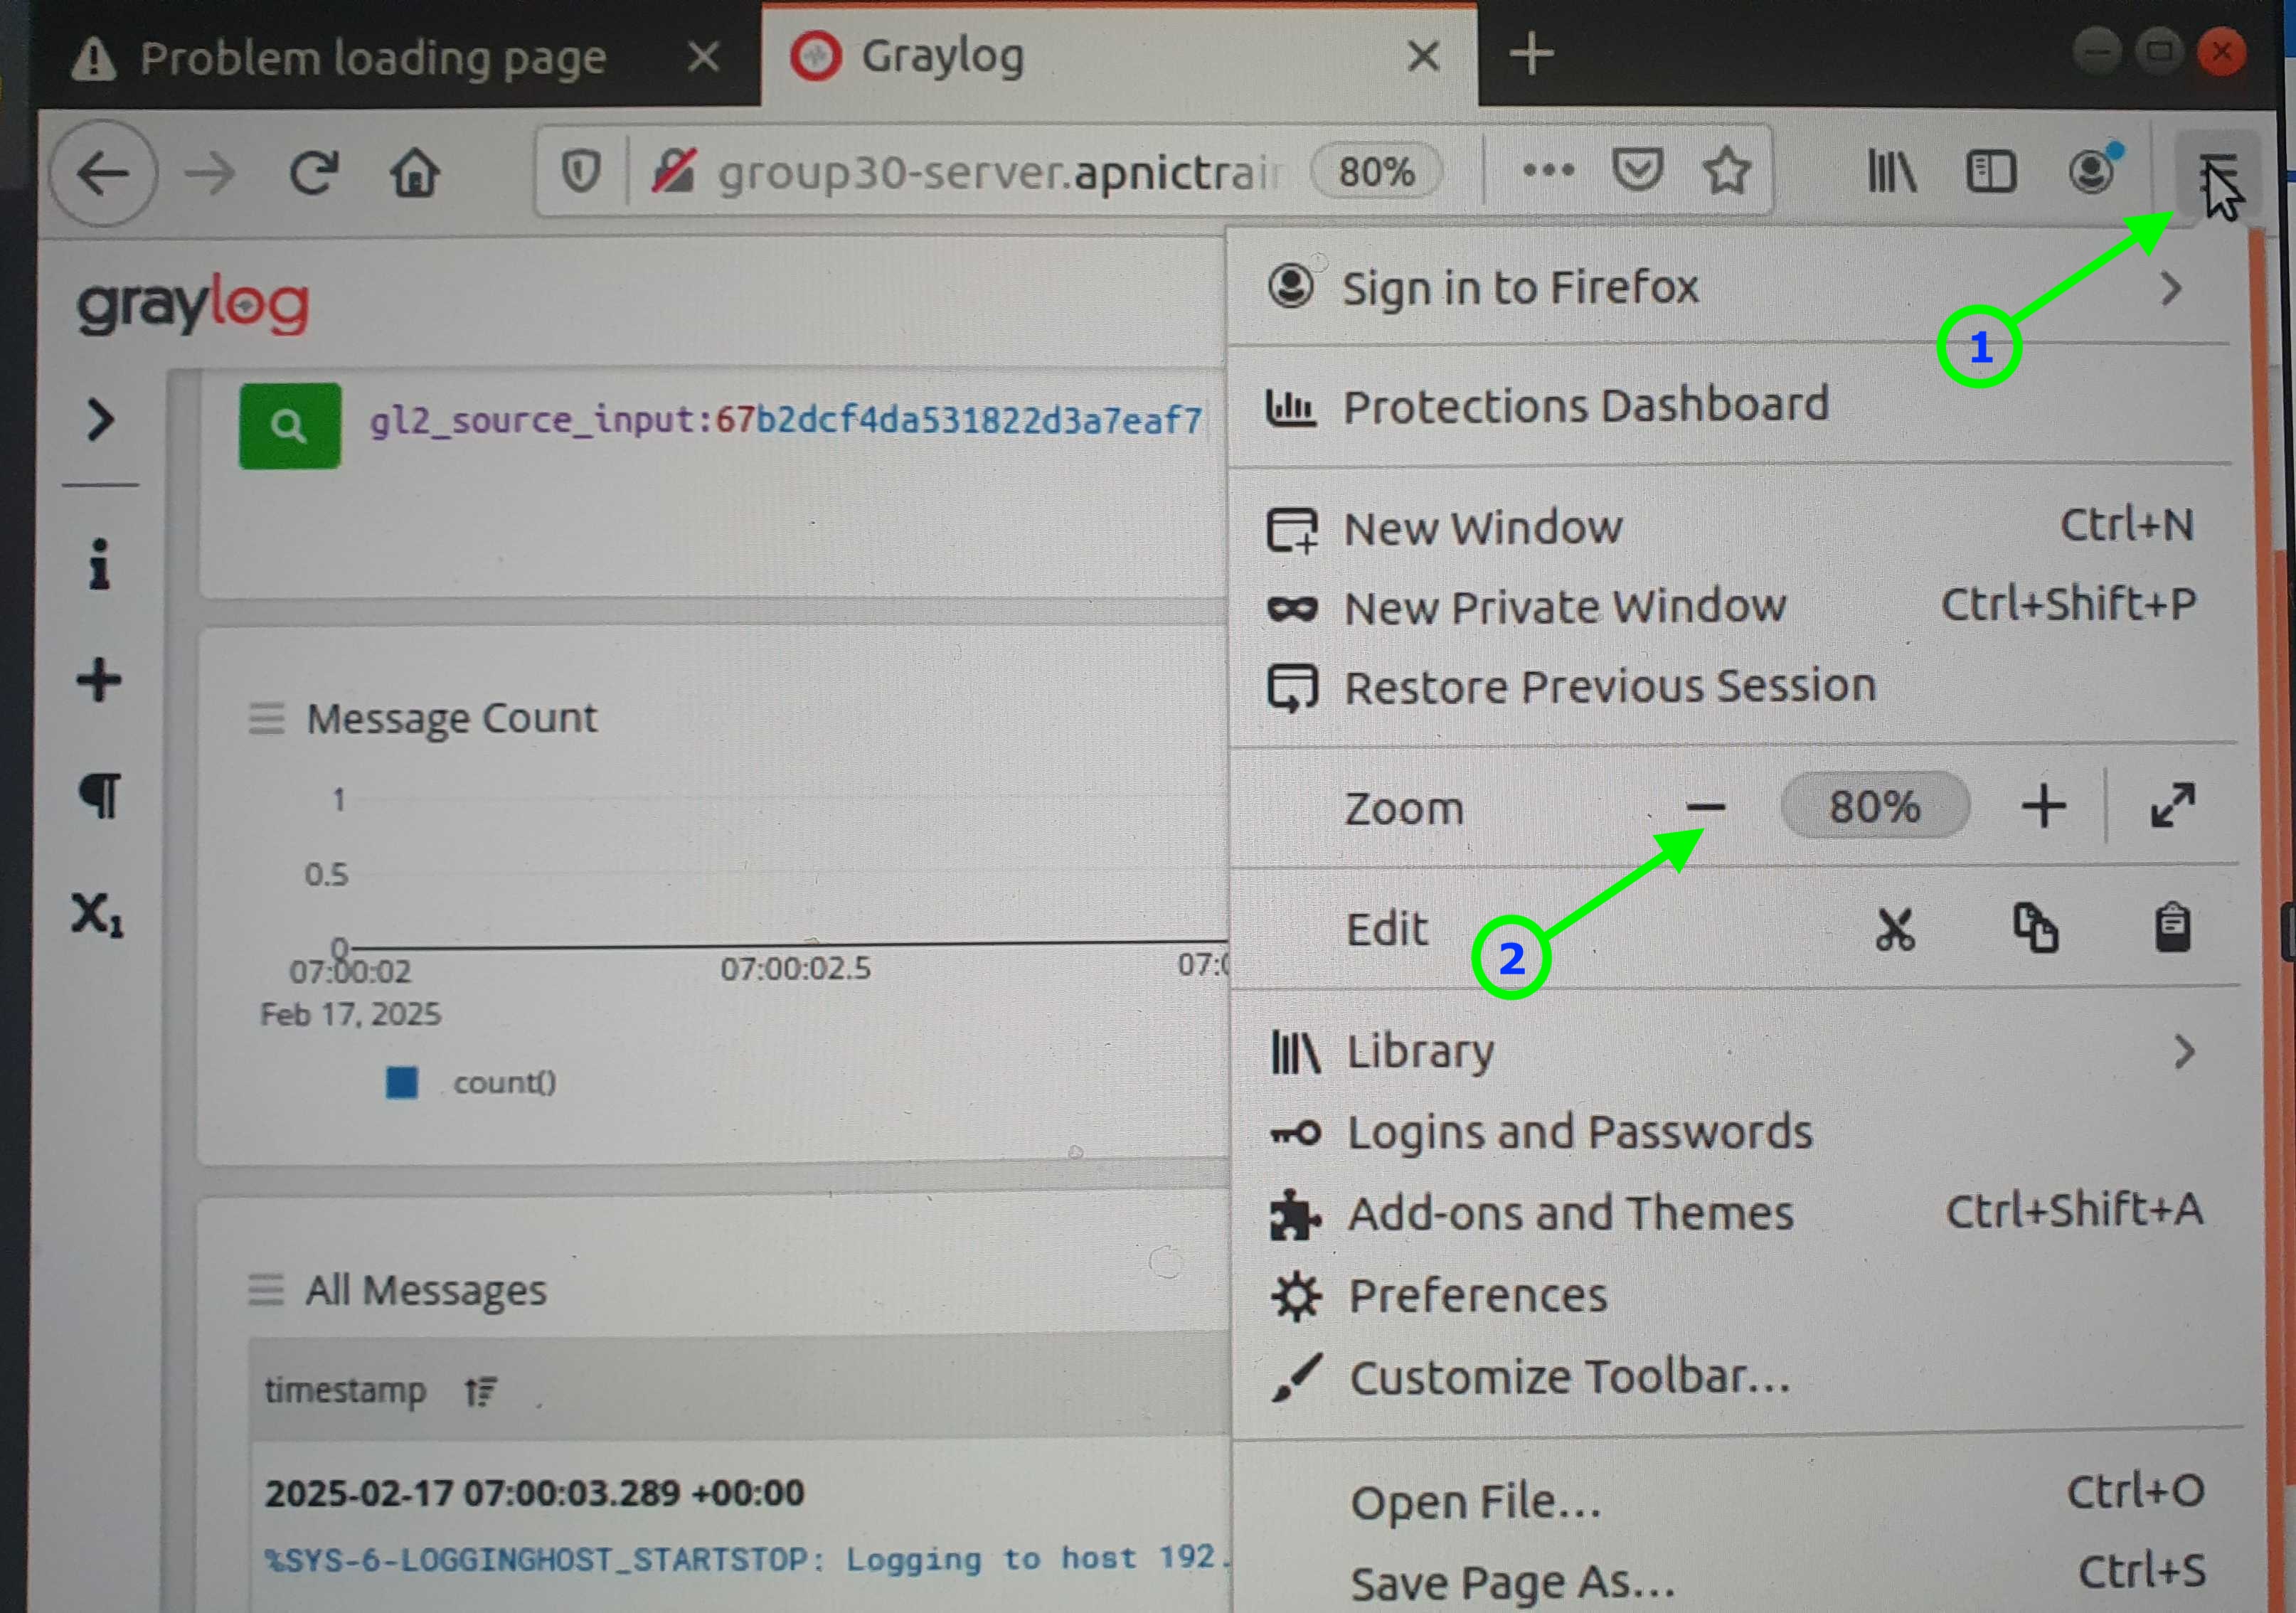 Problem loading page
Graylog
group30-server.apnictrain
80%
graylog
Sign in to Firefox
1
gl2_source_input:67b2dcf4da531822d3a7eaf7
Protections Dashboard
New Window Ctrl+N
New Private Window Ctrl+Shift+P
Restore Previous Session
Message Count
1
0.5
0
07:00:02 07:00:02.5 07:0
Feb 17, 2025
count()
Zoom 80%
Edit
2
Library
Logins and Passwords
Add-ons and Themes Ctrl+Shift+A
Preferences
Customize Toolbar...
All Messages
timestamp
2025-02-17 07:00:03.289 +00:00
%SYS-6-LOGGINGHOST_STARTSTOP: Logging to host 192.
Open File... Ctrl+O
Save Page As... Ctrl+S
X1